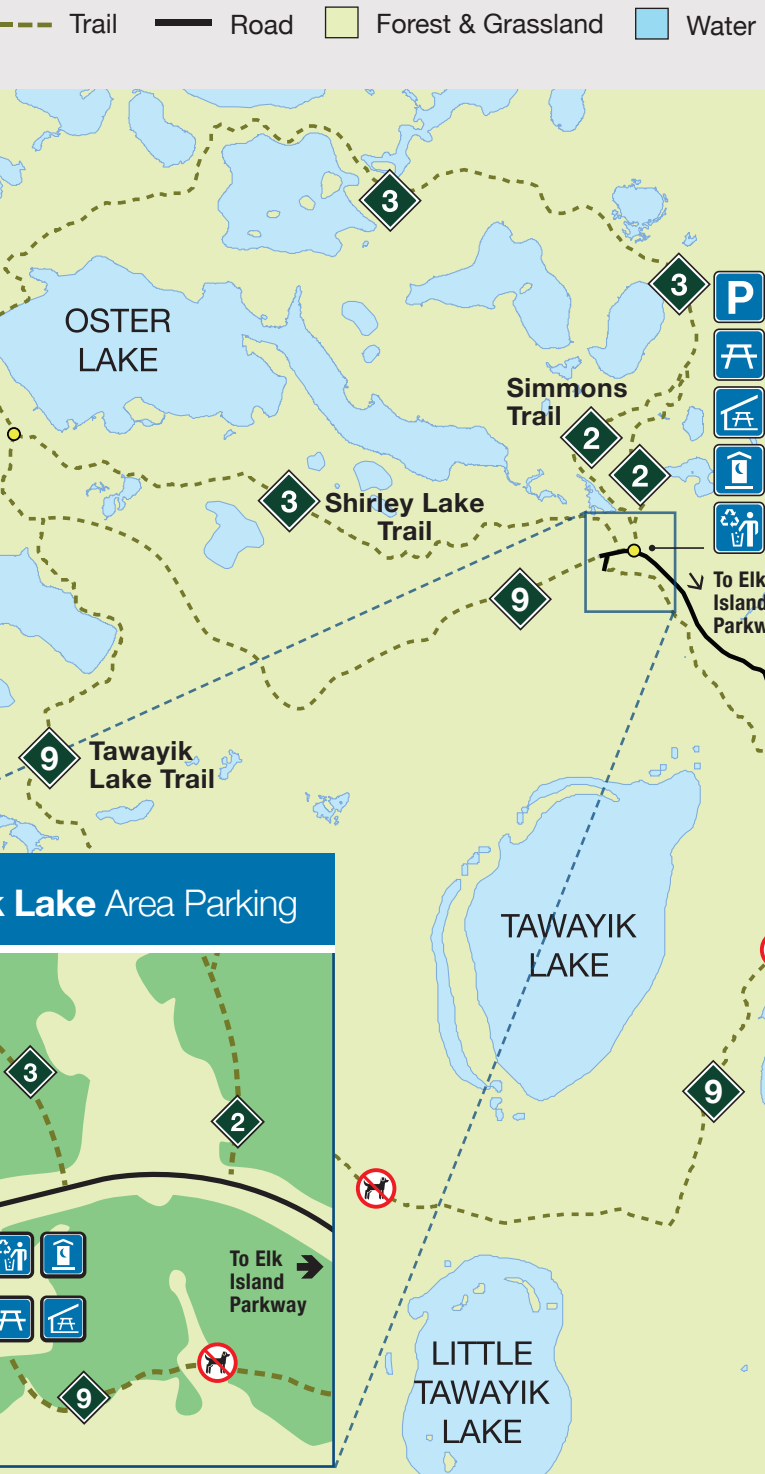 Trail
Road
Forest & Grassland
Water
3
3
OSTER
LAKE
P
Simmons
Trail
2
2
3
Shirley Lake
Trail
To Elk
Island
9
9
Tawayik
Lake Trail
Lake Area Parking
TAWAYIK
LAKE
3
2
9
To Elk
Island
Parkway
9
LITTLE
TAWAYIK
LAKE